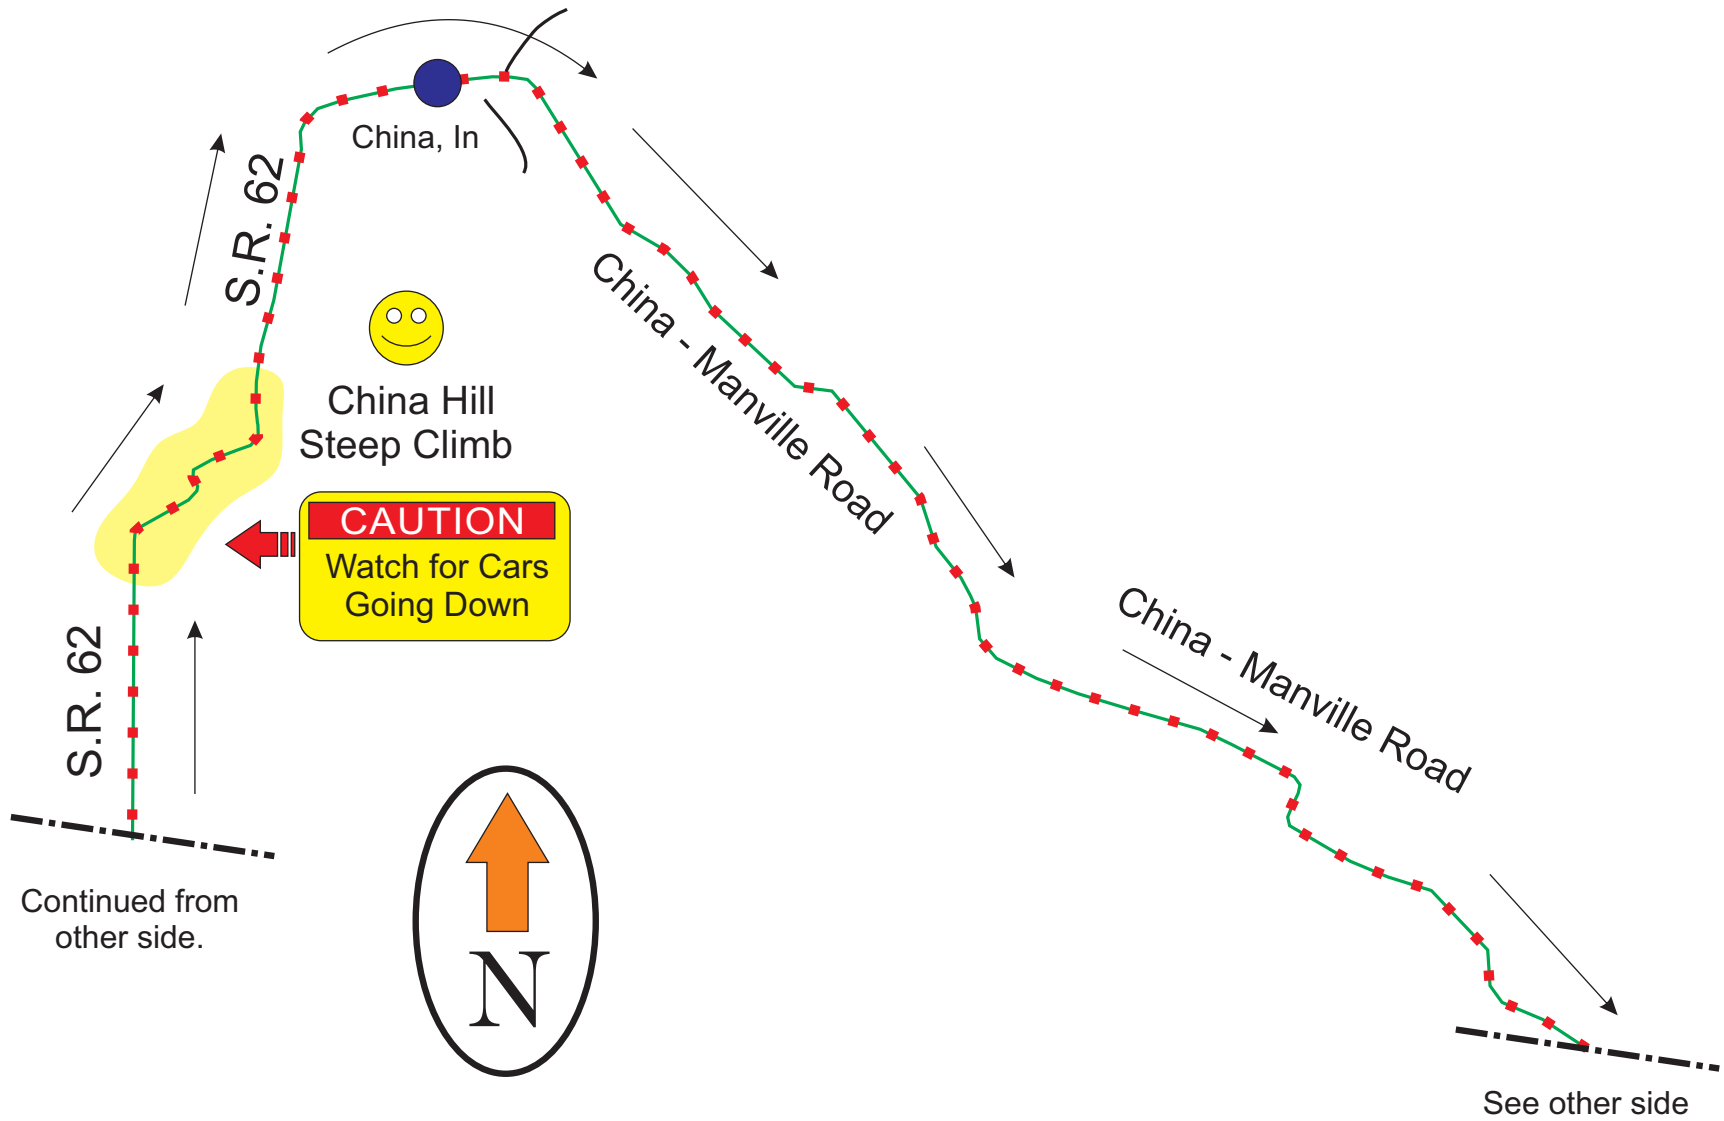 China, In
S.R. 62
China - Manville Road
China Hill
Steep Climb
CAUTION
Watch for Cars
Going Down
China - Manville Road
S.R. 62
Continued from
other side.
N
See other side